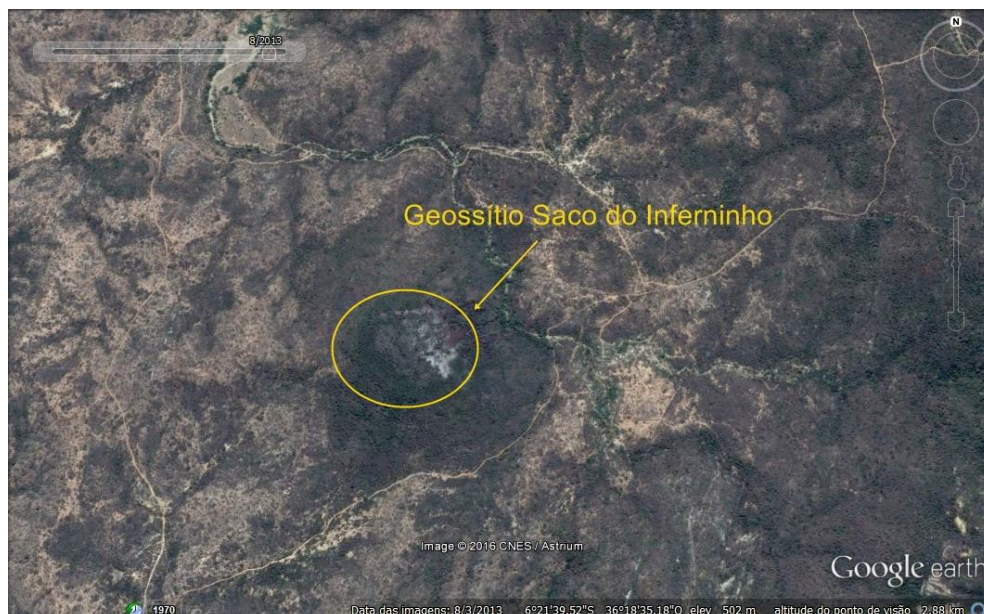 8/2013
N
Geossítio Saco do Inferninho
Image © 2016 CNES / Astrium
Google earth
1970
Data das imagens: 8/3/2013 6°21'39.52"S 36°18'35.18"O elev 502 m altitude do ponto de visão 2.88 km